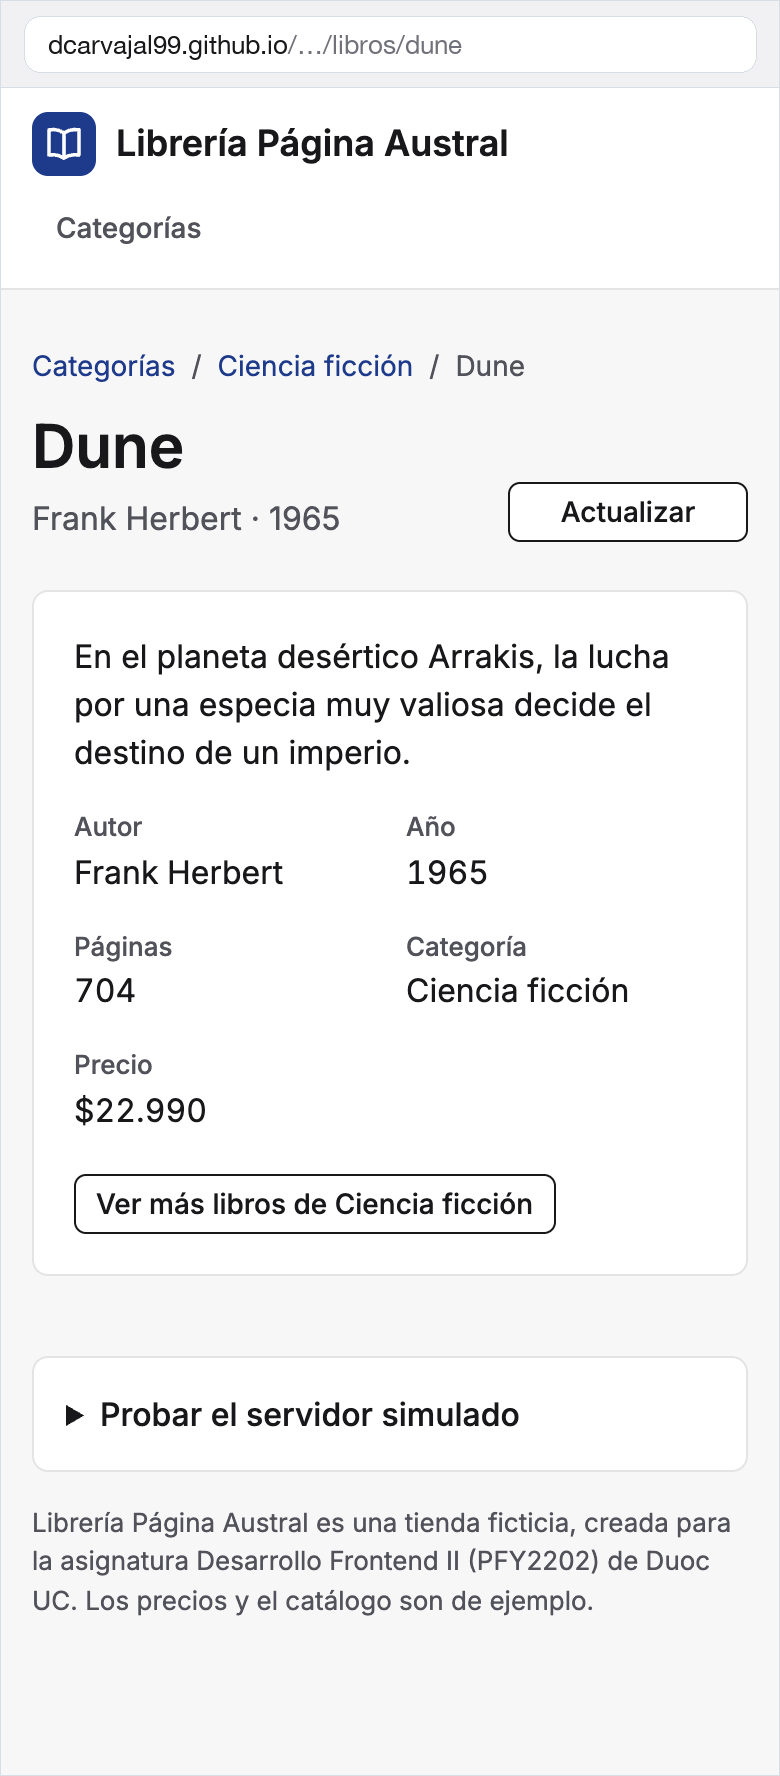 dcarvajal99.github.io/…/libros/dune
Librería Página Austral
Categorías
Categorías / Ciencia ficción / Dune
Dune
Frank Herbert · 1965
Actualizar
En el planeta desértico Arrakis, la lucha
por una especia muy valiosa decide el
destino de un imperio.
Autor
Frank Herbert
Año
1965
Páginas
704
Categoría
Ciencia ficción
Precio
$22.990
Ver más libros de Ciencia ficción
Probar el servidor simulado
Librería Página Austral es una tienda ficticia, creada para
la asignatura Desarrollo Frontend II (PFY2202) de Duoc
UC. Los precios y el catálogo son de ejemplo.